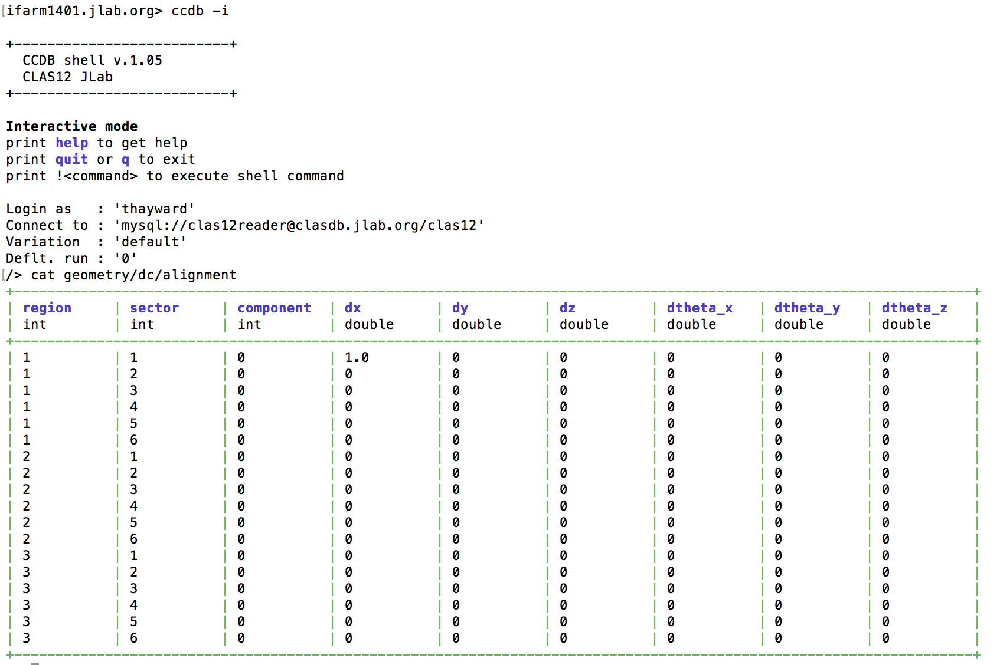 [ifarm1401.jlab.org> ccdb -i
+--------------------------+
CCDB shell v.1.05
CLAS12 JLab
+--------------------------+
Interactive mode
print help to get help
print quit or q to exit
print !<command> to execute shell command
Login as   : 'thayward'
Connect to : 'mysql://clas12reader@clasdb.jlab.org/clas12'
Variation  : 'default'
Deflt. run : '0'
[/> cat geometry/dc/alignment
| region | sector | component | dx | dy | dz | dtheta_x | dtheta_y | dtheta_z |
| int | int | int | double | double | double | double | double | double |
| 1 | 1 | 0 | 1.0 | 0 | 0 | 0 | 0 | 0 |
| 1 | 2 | 0 | 0 | 0 | 0 | 0 | 0 | 0 |
| 1 | 3 | 0 | 0 | 0 | 0 | 0 | 0 | 0 |
| 1 | 4 | 0 | 0 | 0 | 0 | 0 | 0 | 0 |
| 1 | 5 | 0 | 0 | 0 | 0 | 0 | 0 | 0 |
| 1 | 6 | 0 | 0 | 0 | 0 | 0 | 0 | 0 |
| 2 | 1 | 0 | 0 | 0 | 0 | 0 | 0 | 0 |
| 2 | 2 | 0 | 0 | 0 | 0 | 0 | 0 | 0 |
| 2 | 3 | 0 | 0 | 0 | 0 | 0 | 0 | 0 |
| 2 | 4 | 0 | 0 | 0 | 0 | 0 | 0 | 0 |
| 2 | 5 | 0 | 0 | 0 | 0 | 0 | 0 | 0 |
| 2 | 6 | 0 | 0 | 0 | 0 | 0 | 0 | 0 |
| 3 | 1 | 0 | 0 | 0 | 0 | 0 | 0 | 0 |
| 3 | 2 | 0 | 0 | 0 | 0 | 0 | 0 | 0 |
| 3 | 3 | 0 | 0 | 0 | 0 | 0 | 0 | 0 |
| 3 | 4 | 0 | 0 | 0 | 0 | 0 | 0 | 0 |
| 3 | 5 | 0 | 0 | 0 | 0 | 0 | 0 | 0 |
| 3 | 6 | 0 | 0 | 0 | 0 | 0 | 0 | 0 |